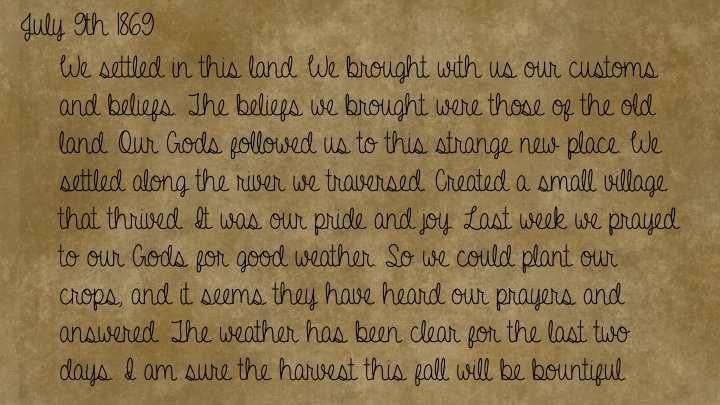 July 9th 1869
We settled in this land. We brought with us our customs
and beliefs. The beliefs we brought were those of the old
land. Our Gods followed us to this strange new place. We
settled along the river we traversed. Created a small village
that thrived. It was our pride and joy. Last week we prayed
to our Gods for good weather. So we could plant our
crops, and it seems they have heard our prayers and
answered. The weather has been clear for the last two
days. I am sure the harvest this fall will be bountiful.